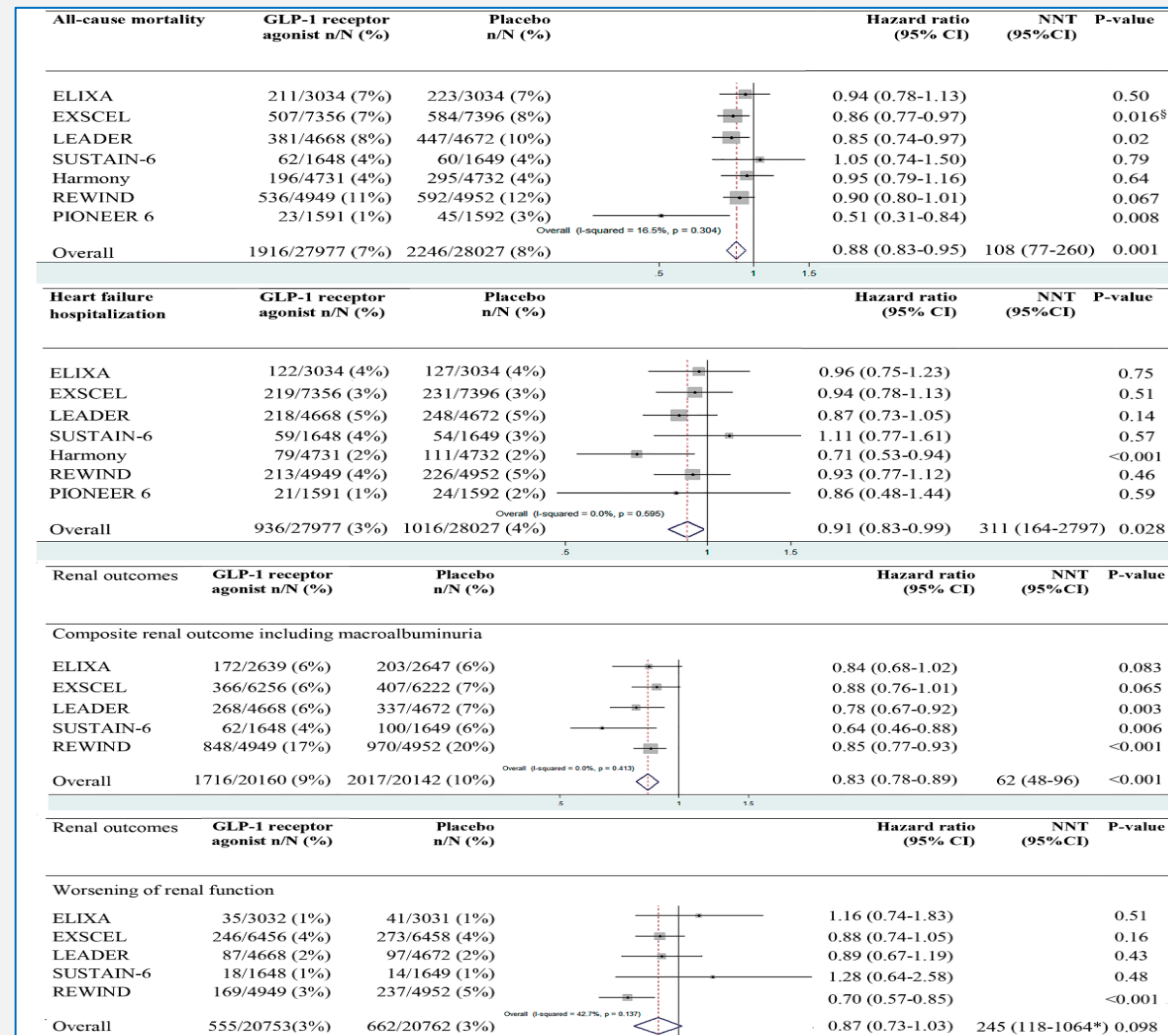 All-cause mortality GLP-1 receptor Placebo Hazard ratio NNT P-value
agonist n/N (%) n/N (%) (95% CI) (95%CI)
ELIXA 211/3034 (7%) 223/3034 (7%) 0.94 (0.78-1.13) 0.50
EXSCEL 507/7356 (7%) 584/7396 (8%) 0.86 (0.77-0.97) 0.016§
LEADER 381/4668 (8%) 447/4672 (10%) 0.85 (0.74-0.97) 0.02
SUSTAIN-6 62/1648 (4%) 60/1649 (4%) 1.05 (0.74-1.50) 0.79
Harmony 196/4731 (4%) 295/4732 (4%) 0.95 (0.79-1.16) 0.64
REWIND 536/4949 (11%) 592/4952 (12%) 0.90 (0.80-1.01) 0.067
PIONEER 6 23/1591 (1%) 45/1592 (3%) 0.51 (0.31-0.84) 0.008
Overall (I-squared = 16.5%, p = 0.304)
Overall 1916/27977 (7%) 2246/28027 (8%) 0.88 (0.83-0.95) 108 (77-260) 0.001
.5 1 1.5
Heart failure GLP-1 receptor Placebo Hazard ratio NNT P-value
hospitalization agonist n/N (%) n/N (%) (95% CI) (95%CI)
ELIXA 122/3034 (4%) 127/3034 (4%) 0.96 (0.75-1.23) 0.75
EXSCEL 219/7356 (3%) 231/7396 (3%) 0.94 (0.78-1.13) 0.51
LEADER 218/4668 (5%) 248/4672 (5%) 0.87 (0.73-1.05) 0.14
SUSTAIN-6 59/1648 (4%) 54/1649 (3%) 1.11 (0.77-1.61) 0.57
Harmony 79/4731 (2%) 111/4732 (2%) 0.71 (0.53-0.94) <0.001
REWIND 213/4949 (4%) 226/4952 (5%) 0.93 (0.77-1.12) 0.46
PIONEER 6 21/1591 (1%) 24/1592 (2%) 0.86 (0.48-1.44) 0.59
Overall (I-squared = 0.0%, p = 0.595)
Overall 936/27977 (3%) 1016/28027 (4%) 0.91 (0.83-0.99) 311 (164-2797) 0.028
.5 1 1.5
Renal outcomes GLP-1 receptor Placebo Hazard ratio NNT P-value
agonist n/N (%) n/N (%) (95% CI) (95%CI)
Composite renal outcome including macroalbuminuria
ELIXA 172/2639 (6%) 203/2647 (6%) 0.84 (0.68-1.02) 0.083
EXSCEL 366/6256 (6%) 407/6222 (7%) 0.88 (0.76-1.01) 0.065
LEADER 268/4668 (6%) 337/4672 (7%) 0.78 (0.67-0.92) 0.003
SUSTAIN-6 62/1648 (4%) 100/1649 (6%) 0.64 (0.46-0.88) 0.006
REWIND 848/4949 (17%) 970/4952 (20%) 0.85 (0.77-0.93) <0.001
Overall (I-squared = 0.0%, p = 0.413)
Overall 1716/20160 (9%) 2017/20142 (10%) 0.83 (0.78-0.89) 62 (48-96) <0.001
.5 1 1.5
Renal outcomes GLP-1 receptor Placebo Hazard ratio NNT P-value
agonist n/N (%) n/N (%) (95% CI) (95%CI)
Worsening of renal function
ELIXA 35/3032 (1%) 41/3031 (1%) 1.16 (0.74-1.83) 0.51
EXSCEL 246/6456 (4%) 273/6458 (4%) 0.88 (0.74-1.05) 0.16
LEADER 87/4668 (2%) 97/4672 (2%) 0.89 (0.67-1.19) 0.43
SUSTAIN-6 18/1648 (1%) 14/1649 (1%) 1.28 (0.64-2.58) 0.48
REWIND 169/4949 (3%) 237/4952 (5%) 0.70 (0.57-0.85) <0.001
Overall (I-squared = 42.7%, p = 0.137)
Overall 555/20753(3%) 662/20762 (3%) 0.87 (0.73-1.03) 245 (118-1064*) 0.098